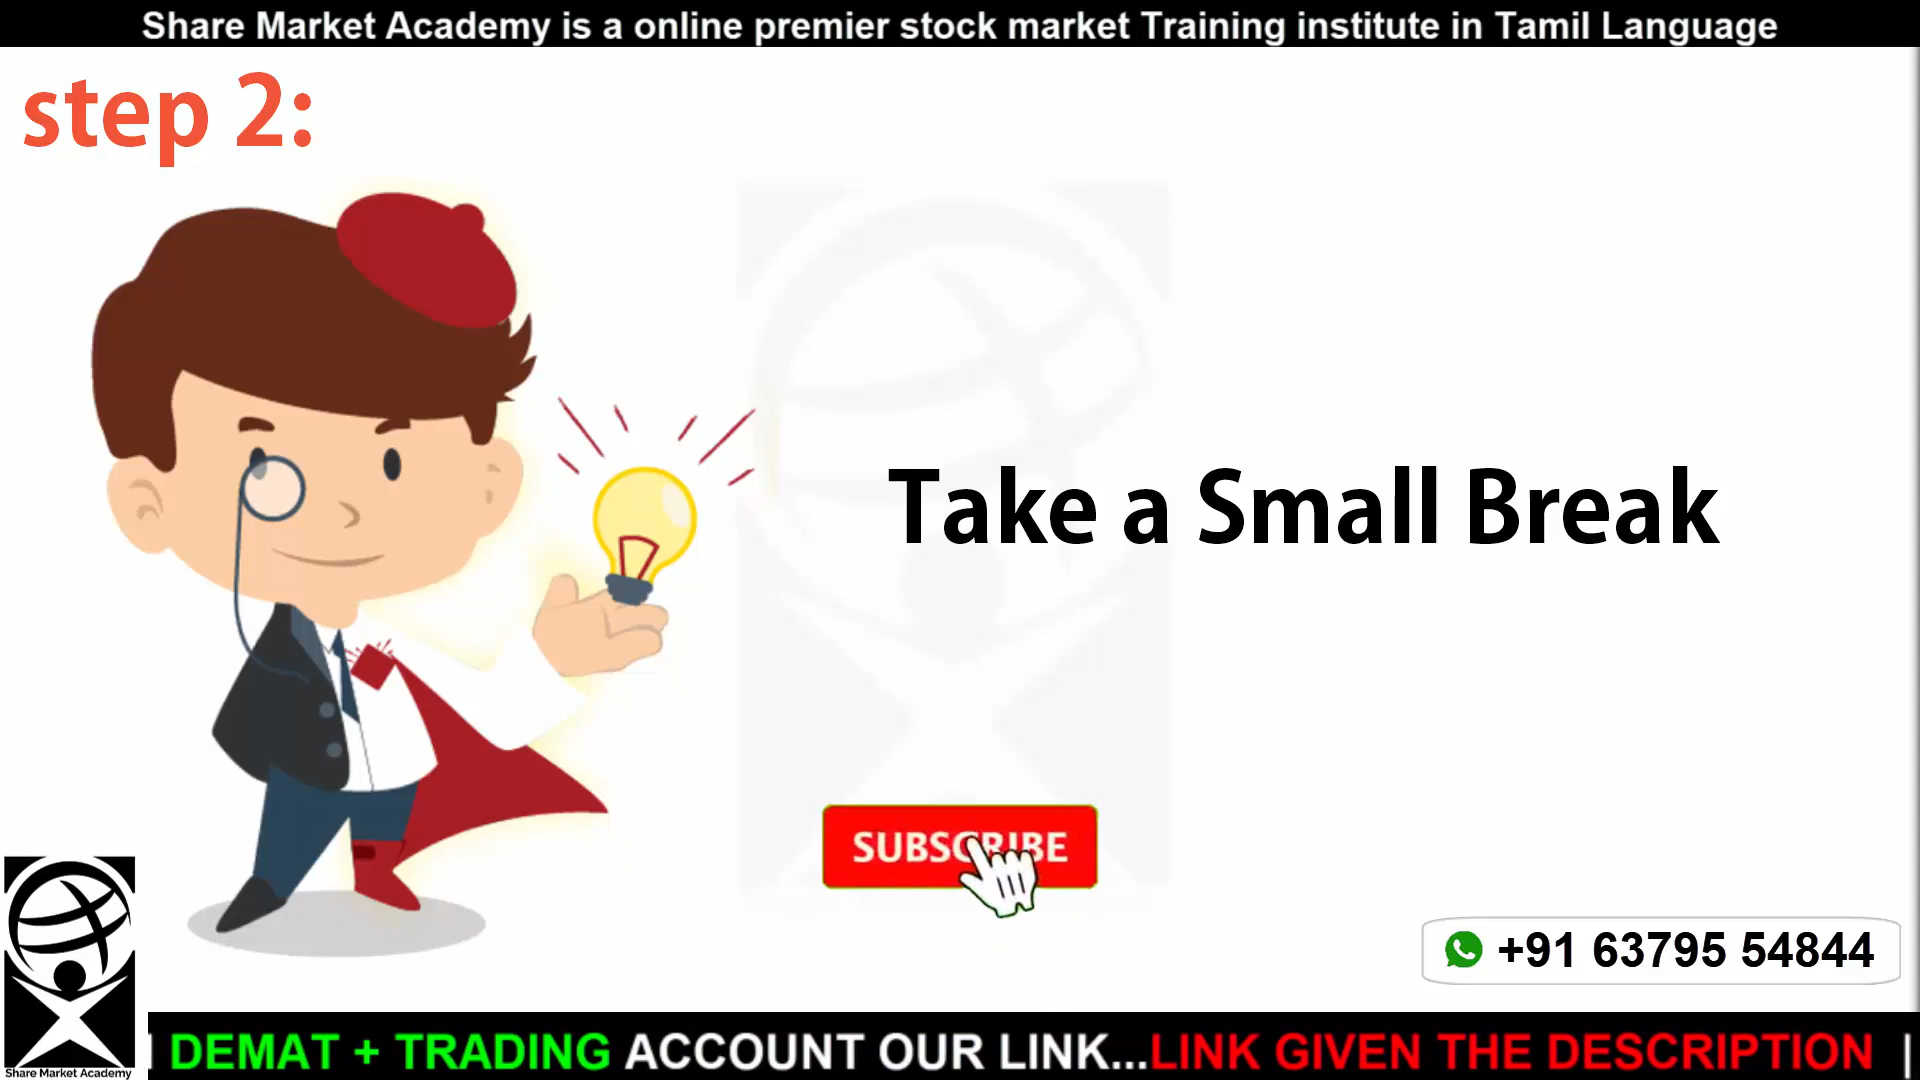 Share Market Academy is a online premier stock market Training institute in Tamil Language
step 2:
Take a Small Break
SUBSCRIBE
+91 63795 54844
Share Market Academy
| DEMAT + TRADING ACCOUNT OUR LINK...LINK GIVEN THE DESCRIPTION |